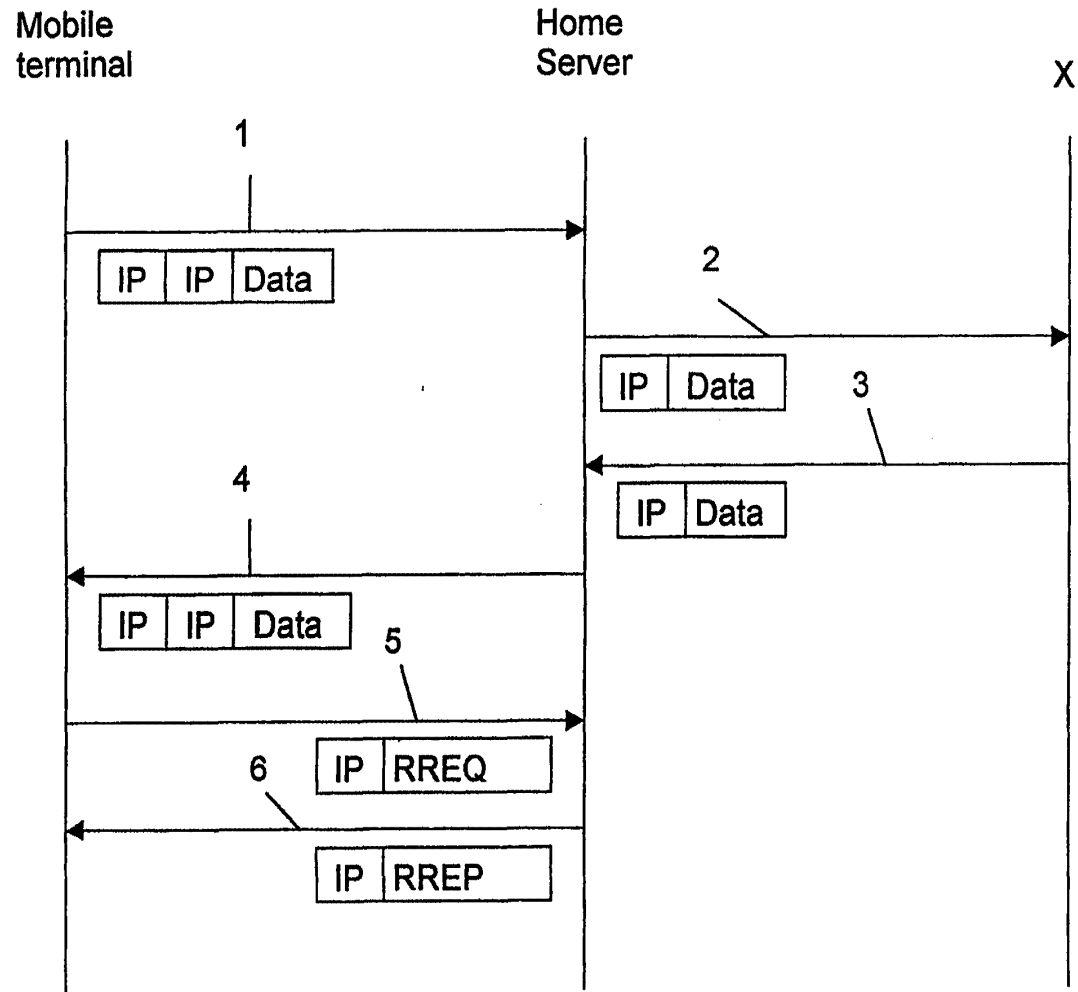 Mobile
terminal
Home
Server
X
1
IP IP Data
2
IP Data
3
IP Data
4
IP IP Data
5
IP RREQ
6
IP RREP